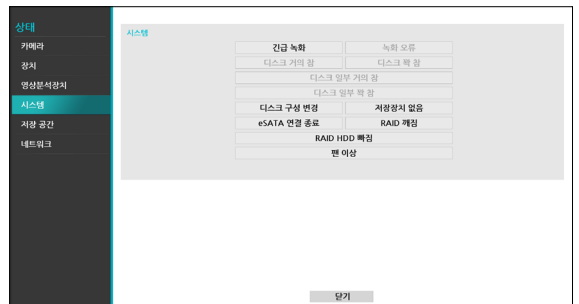 상태
카메라
장치
영상분석장치
시스템
저장 공간
네트워크
시스템
긴급 녹화 녹화 오류
디스크 거의 참 디스크 꽉 참
디스크 일부 거의 참
디스크 일부 꽉 참
디스크 구성 변경 저장장치 없음
eSATA 연결 종료 RAID 깨짐
RAID HDD 빠짐
팬 이상
닫기